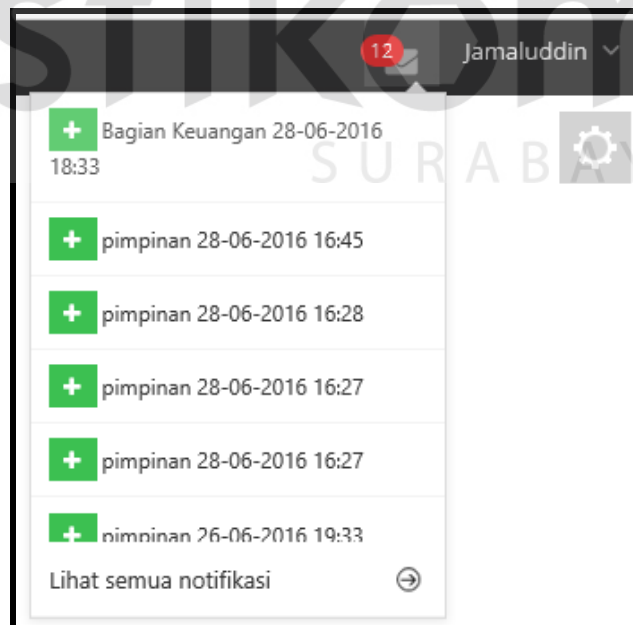 stikom
12
Jamaluddin
Bagian Keuangan 28-06-2016
18:33
SURABAY
pimpinan 28-06-2016 16:45
pimpinan 28-06-2016 16:28
pimpinan 28-06-2016 16:27
pimpinan 28-06-2016 16:27
pimpinan 26-06-2016 19:33
Lihat semua notifikasi